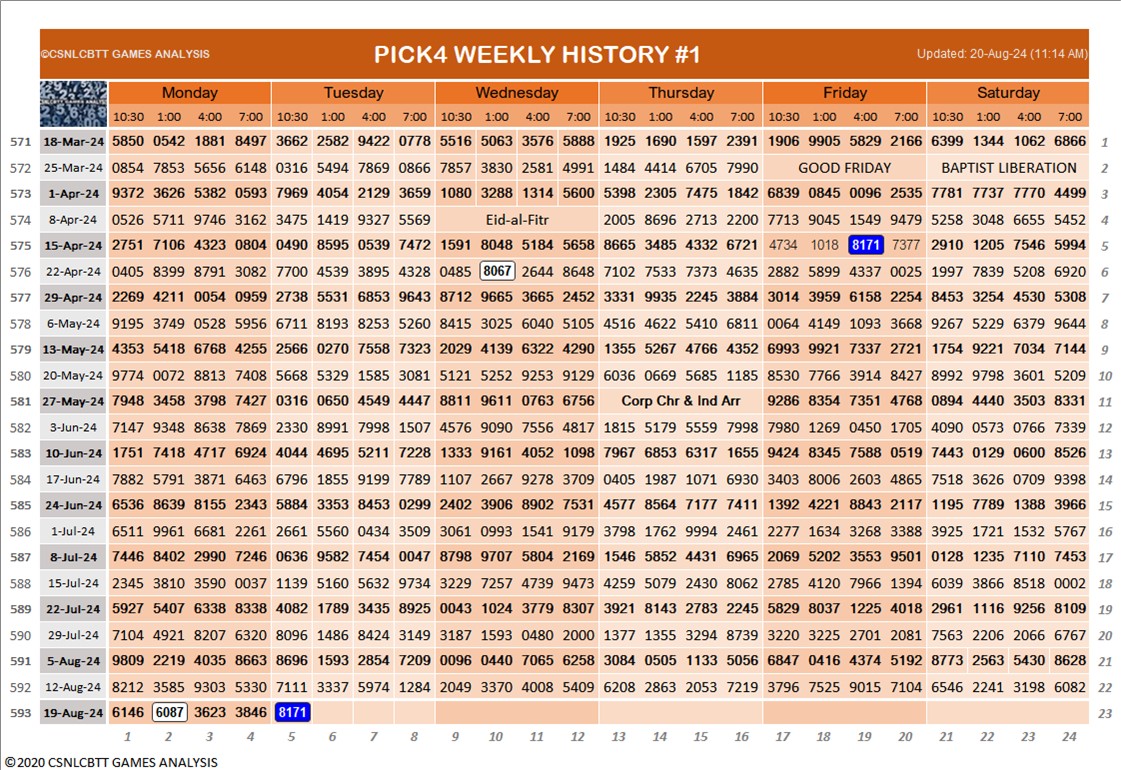 ©CSNLCBTT GAMES ANALYSIS PICK4 WEEKLY HISTORY #1 Updated: 20-Aug-24 (11:14 AM)
Monday Tuesday Wednesday Thursday Friday Saturday
10:30 1:00 4:00 7:00 10:30 1:00 4:00 7:00 10:30 1:00 4:00 7:00 10:30 1:00 4:00 7:00 10:30 1:00 4:00 7:00 10:30 1:00 4:00 7:00
571 18-Mar-24 5850 0542 1881 8497 3662 2582 9422 0778 5516 5063 3576 5888 1925 1690 1597 2391 1906 9905 5829 2166 6399 1344 1062 6866 1
572 25-Mar-24 0854 7853 5656 6148 0316 5494 7869 0866 7857 3830 2581 4991 1484 4414 6705 7990 GOOD FRIDAY BAPTIST LIBERATION 2
573 1-Apr-24 9372 3626 5382 0593 7969 4054 2129 3659 1080 3288 1314 5600 5398 2305 7475 1842 6839 0845 0096 2535 7781 7737 7770 4499 3
574 8-Apr-24 0526 5711 9746 3162 3475 1419 9327 5569 Eid-al-Fitr 2005 8696 2713 2200 7713 9045 1549 9479 5258 3048 6655 5452 4
575 15-Apr-24 2751 7106 4323 0804 0490 8595 0539 7472 1591 8048 5184 5658 8665 3485 4332 6721 4734 1018 8171 7377 2910 1205 7546 5994 5
576 22-Apr-24 0405 8399 8791 3082 7700 4539 3895 4328 0485 8067 2644 8648 7102 7533 7373 4635 2882 5899 4337 0025 1997 7839 5208 6920 6
577 29-Apr-24 2269 4211 0054 0959 2738 5531 6853 9643 8712 9665 3665 2452 3331 9935 2245 3884 3014 3959 6158 2254 8453 3254 4530 5308 7
578 6-May-24 9195 3749 0528 5956 6711 8193 8253 5260 8415 3025 6040 5105 4516 4622 5410 6811 0064 4149 1093 3668 9267 5229 6379 9644 8
579 13-May-24 4353 5418 6768 4255 2566 0270 7558 7323 2029 4139 6322 4290 1355 5267 4766 4352 6993 9921 7337 2721 1754 9221 7034 7144 9
580 20-May-24 9774 0072 8813 7408 5668 5329 1585 3081 5121 5252 9253 9129 6036 0669 5685 1185 8530 7766 3914 8427 8992 9798 3601 5209 10
581 27-May-24 7948 3458 3798 7427 0316 0650 4549 4447 8811 9611 0763 6756 Corp Chr & Ind Arr 9286 8354 7351 4768 0894 4440 3503 8331 11
582 3-Jun-24 7147 9348 8638 7869 2330 8991 7998 1507 4576 9090 7556 4817 1815 5179 5559 7998 7980 1269 0450 1705 4090 0573 0766 7339 12
583 10-Jun-24 1751 7418 4717 6924 4044 4695 5211 7228 1333 9161 4052 1098 7967 6853 6317 1655 9424 8345 7588 0519 7443 0129 0600 8526 13
584 17-Jun-24 7882 5791 3871 6463 6796 1855 9199 7789 1107 2667 9278 3709 0405 1987 1071 6930 3403 8006 2603 4865 7518 3626 0709 9398 14
585 24-Jun-24 6536 8639 8155 2343 5884 3353 8453 0299 2402 3906 8902 7531 4577 8564 7177 7411 1392 4221 8843 2117 1195 7789 1388 3966 15
586 1-Jul-24 6511 9961 6681 2261 2661 5560 0434 3509 3061 0993 1541 9179 3798 1762 9994 2461 2277 1634 3268 3388 3925 1721 1532 5767 16
587 8-Jul-24 7446 8402 2990 7246 0636 9582 7454 0047 8798 9707 5804 2169 1546 5852 4431 6965 2069 5202 3553 9501 0128 1235 7110 7453 17
588 15-Jul-24 2345 3810 3590 0037 1139 5160 5632 9734 3229 7257 4739 9473 4259 5079 2430 8062 2785 4120 7966 1394 6039 3866 8518 0002 18
589 22-Jul-24 5927 5407 6338 8338 4082 1789 3435 8925 0043 1024 3779 8307 3921 8143 2783 2245 5829 8037 1225 4018 2961 1116 9256 8109 19
590 29-Jul-24 7104 4921 8207 6320 8096 1486 8424 3149 3187 1593 0480 2000 1377 1355 3294 8739 3220 3225 2701 2081 7563 2206 2066 6767 20
591 5-Aug-24 9809 2219 4035 8663 8696 1593 2854 7209 0096 0440 7065 6258 3084 0505 1133 5056 6847 0416 4374 5192 8773 2563 5430 8628 21
592 12-Aug-24 8212 3585 9303 5330 7111 3337 5974 1284 2049 3370 4008 5409 6208 2863 2053 7219 3796 7525 9015 7104 6546 2241 3198 6082 22
593 19-Aug-24 6146 6087 3623 3846 8171 23
1 2 3 4 5 6 7 8 9 10 11 12 13 14 15 16 17 18 19 20 21 22 23 24
©2020 CSNLCBTT GAMES ANALYSIS